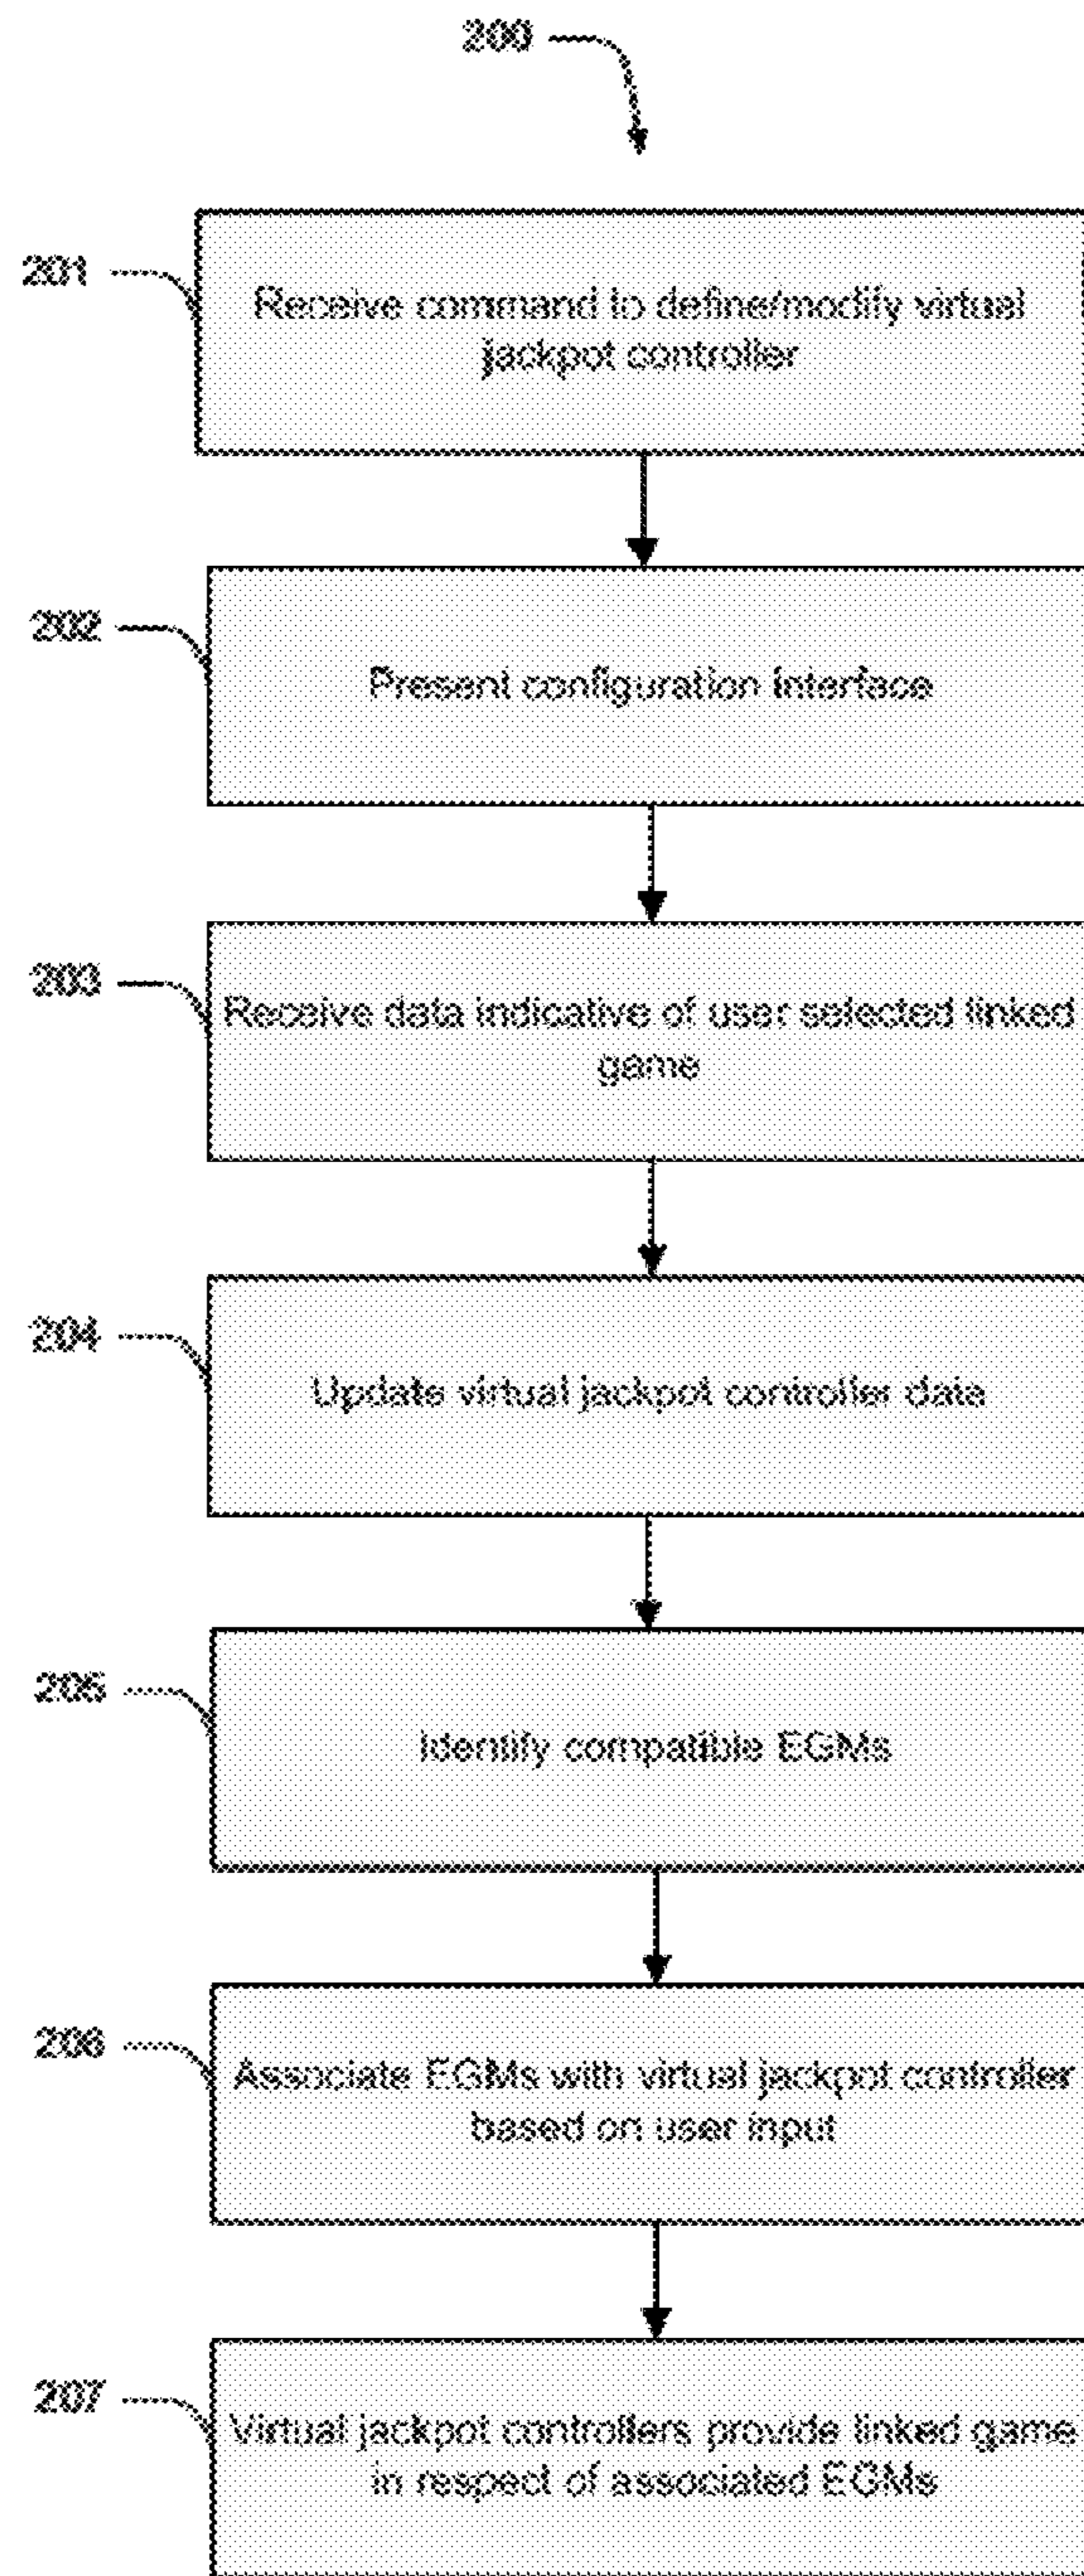 200
201
Receive command to define/modify virtual
jackpot controller
202
Present configuration interface
203
Receive data indicative of user selected linked
game
204
Update virtual jackpot controller data
205
Identify compatible EGMs
206
Associate EGMs with virtual jackpot controller
based on user input
207
Virtual jackpot controllers provide linked game
in respect of associated EGMs